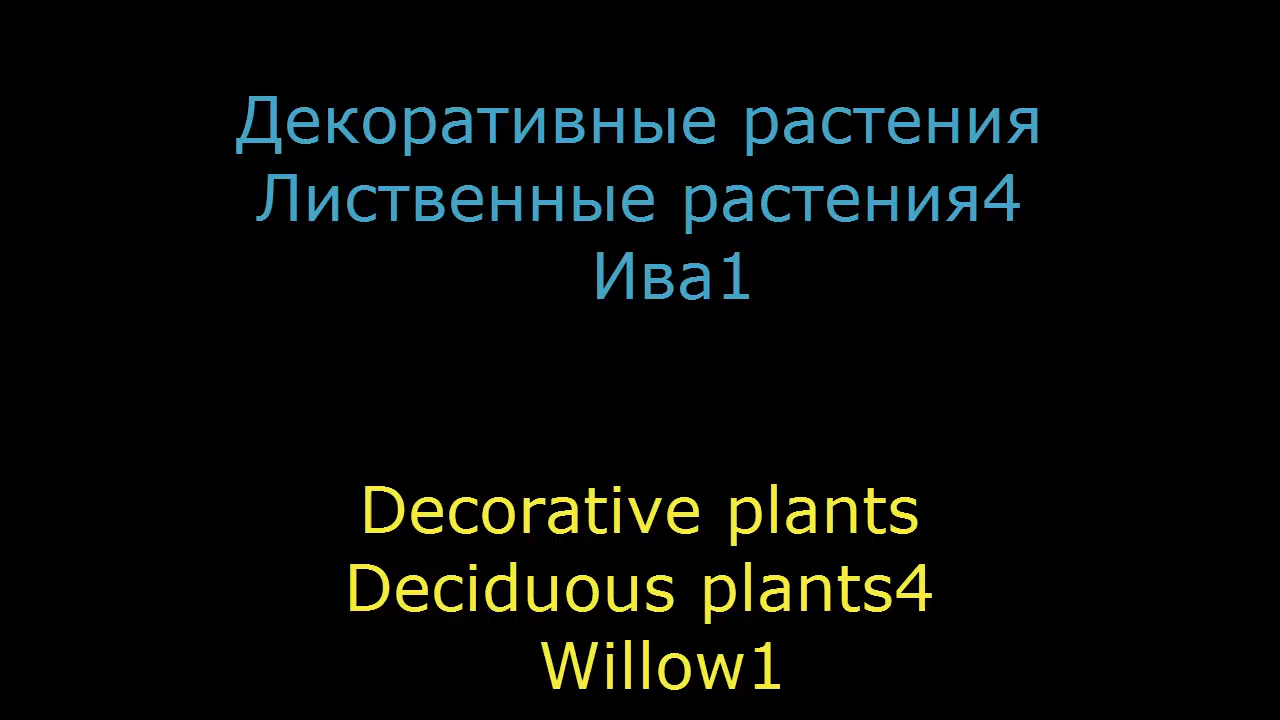 Декоративные растения
Лиственные растения4
Ива1
Decorative plants
Deciduous plants4
Willow1